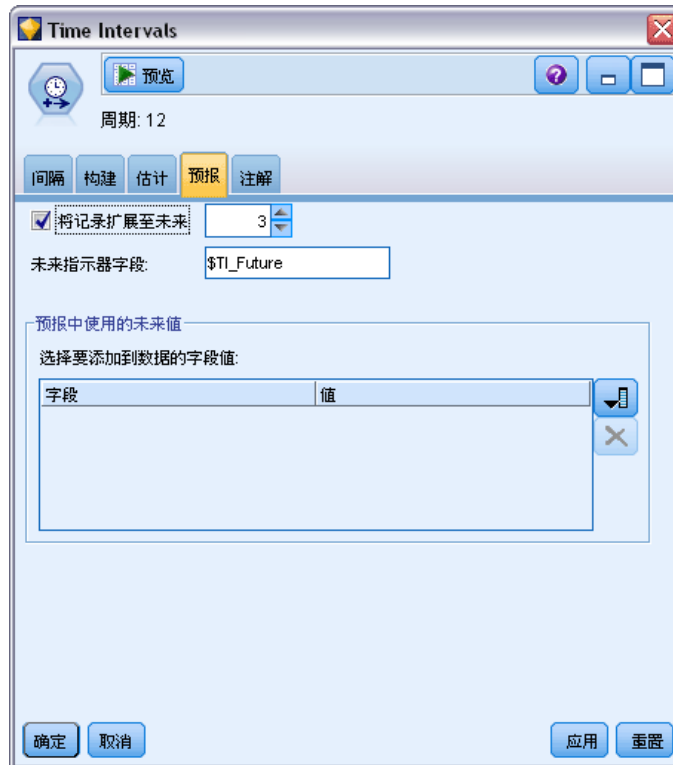 Time Intervals
预览
周期: 12
间隔 构建 估计 预报 注解
将记录扩展至未来 3
未来指示器字段: $TI_Future
预报中使用的未来值
选择要添加到数据的字段值:
字段 值
确定 取消 应用 重置